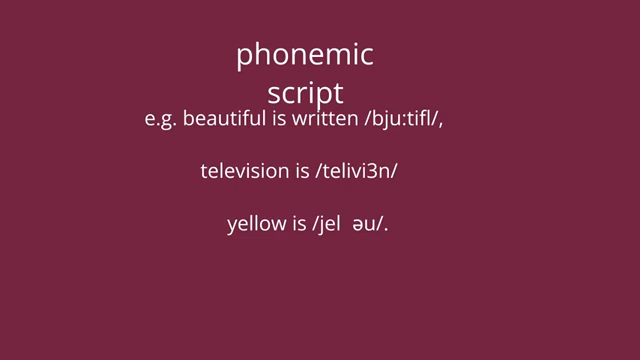 phonemic
script
e.g. beautiful is written /bju:tifl/,
television is /telivi3n/
yellow is /jel əu/.